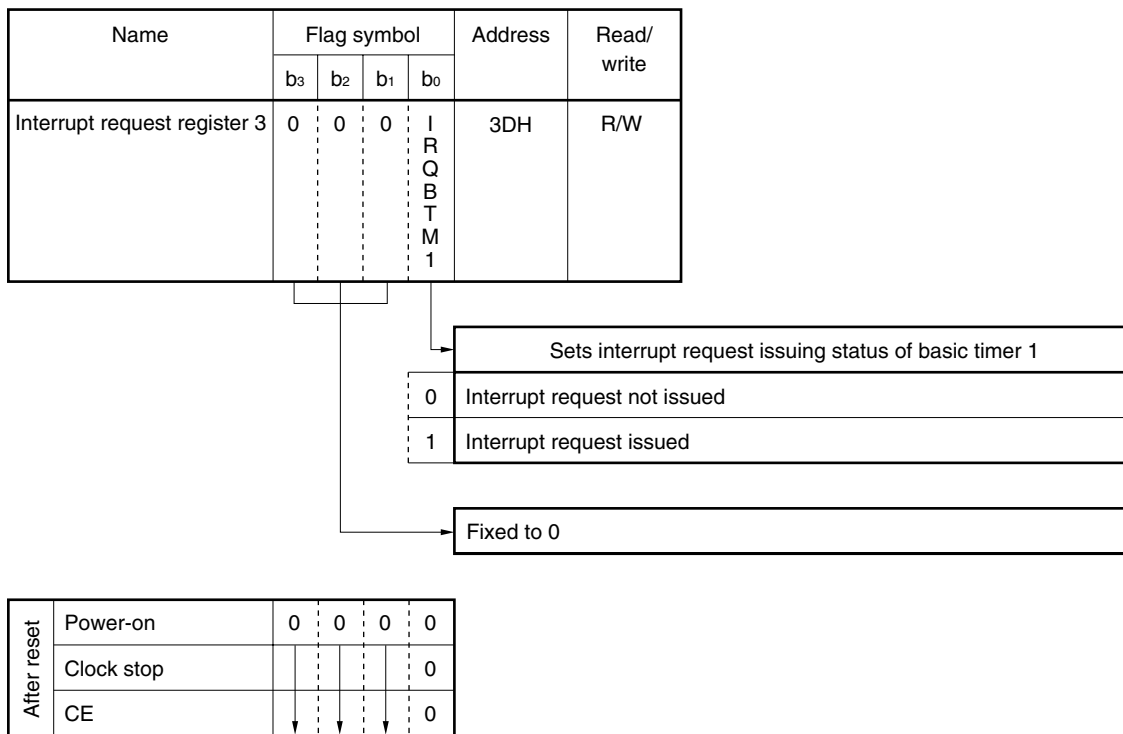 Name Flag symbol Address Read/
write
b3 b2 b1 b0
Interrupt request register 3 0 0 0 I 3DH R/W
R
Q
B
T
M
1
Sets interrupt request issuing status of basic timer 1
0 Interrupt request not issued
1 Interrupt request issued
Fixed to 0
After reset
Power-on 0 0 0 0
Clock stop 0
CE 0